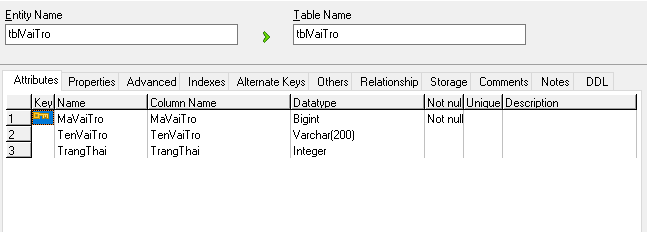 Entity Name Table Name
tblVaiTro tblVaiTro
Attributes Properties Advanced Indexes Alternate Keys Others Relationship Storage Comments Notes DDL
Key Name Column Name Datatype Not nul Unique Description
1 MaVaiTro MaVaiTro Bigint Not null
2 TenVaiTro TenVaiTro Varchar(200)
3 TrangThai TrangThai Integer